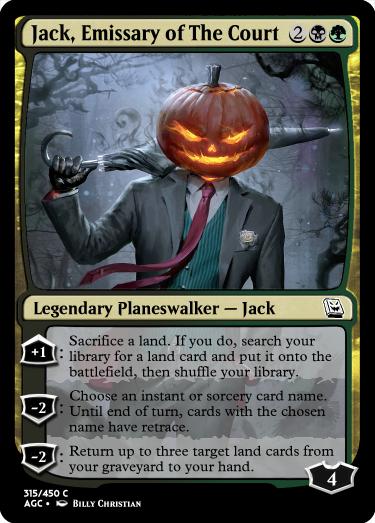 Jack, Emissary of The Court 2
Legendary Planeswalker — Jack
+1: Sacrifice a land. If you do, search your
library for a land card and put it onto the
battlefield, then shuffle your library.
-2: Choose an instant or sorcery card name.
Until end of turn, cards with the chosen
name have retrace.
-2: Return up to three target land cards from
your graveyard to your hand.
4
315/450 C
AGC • Billy Christian